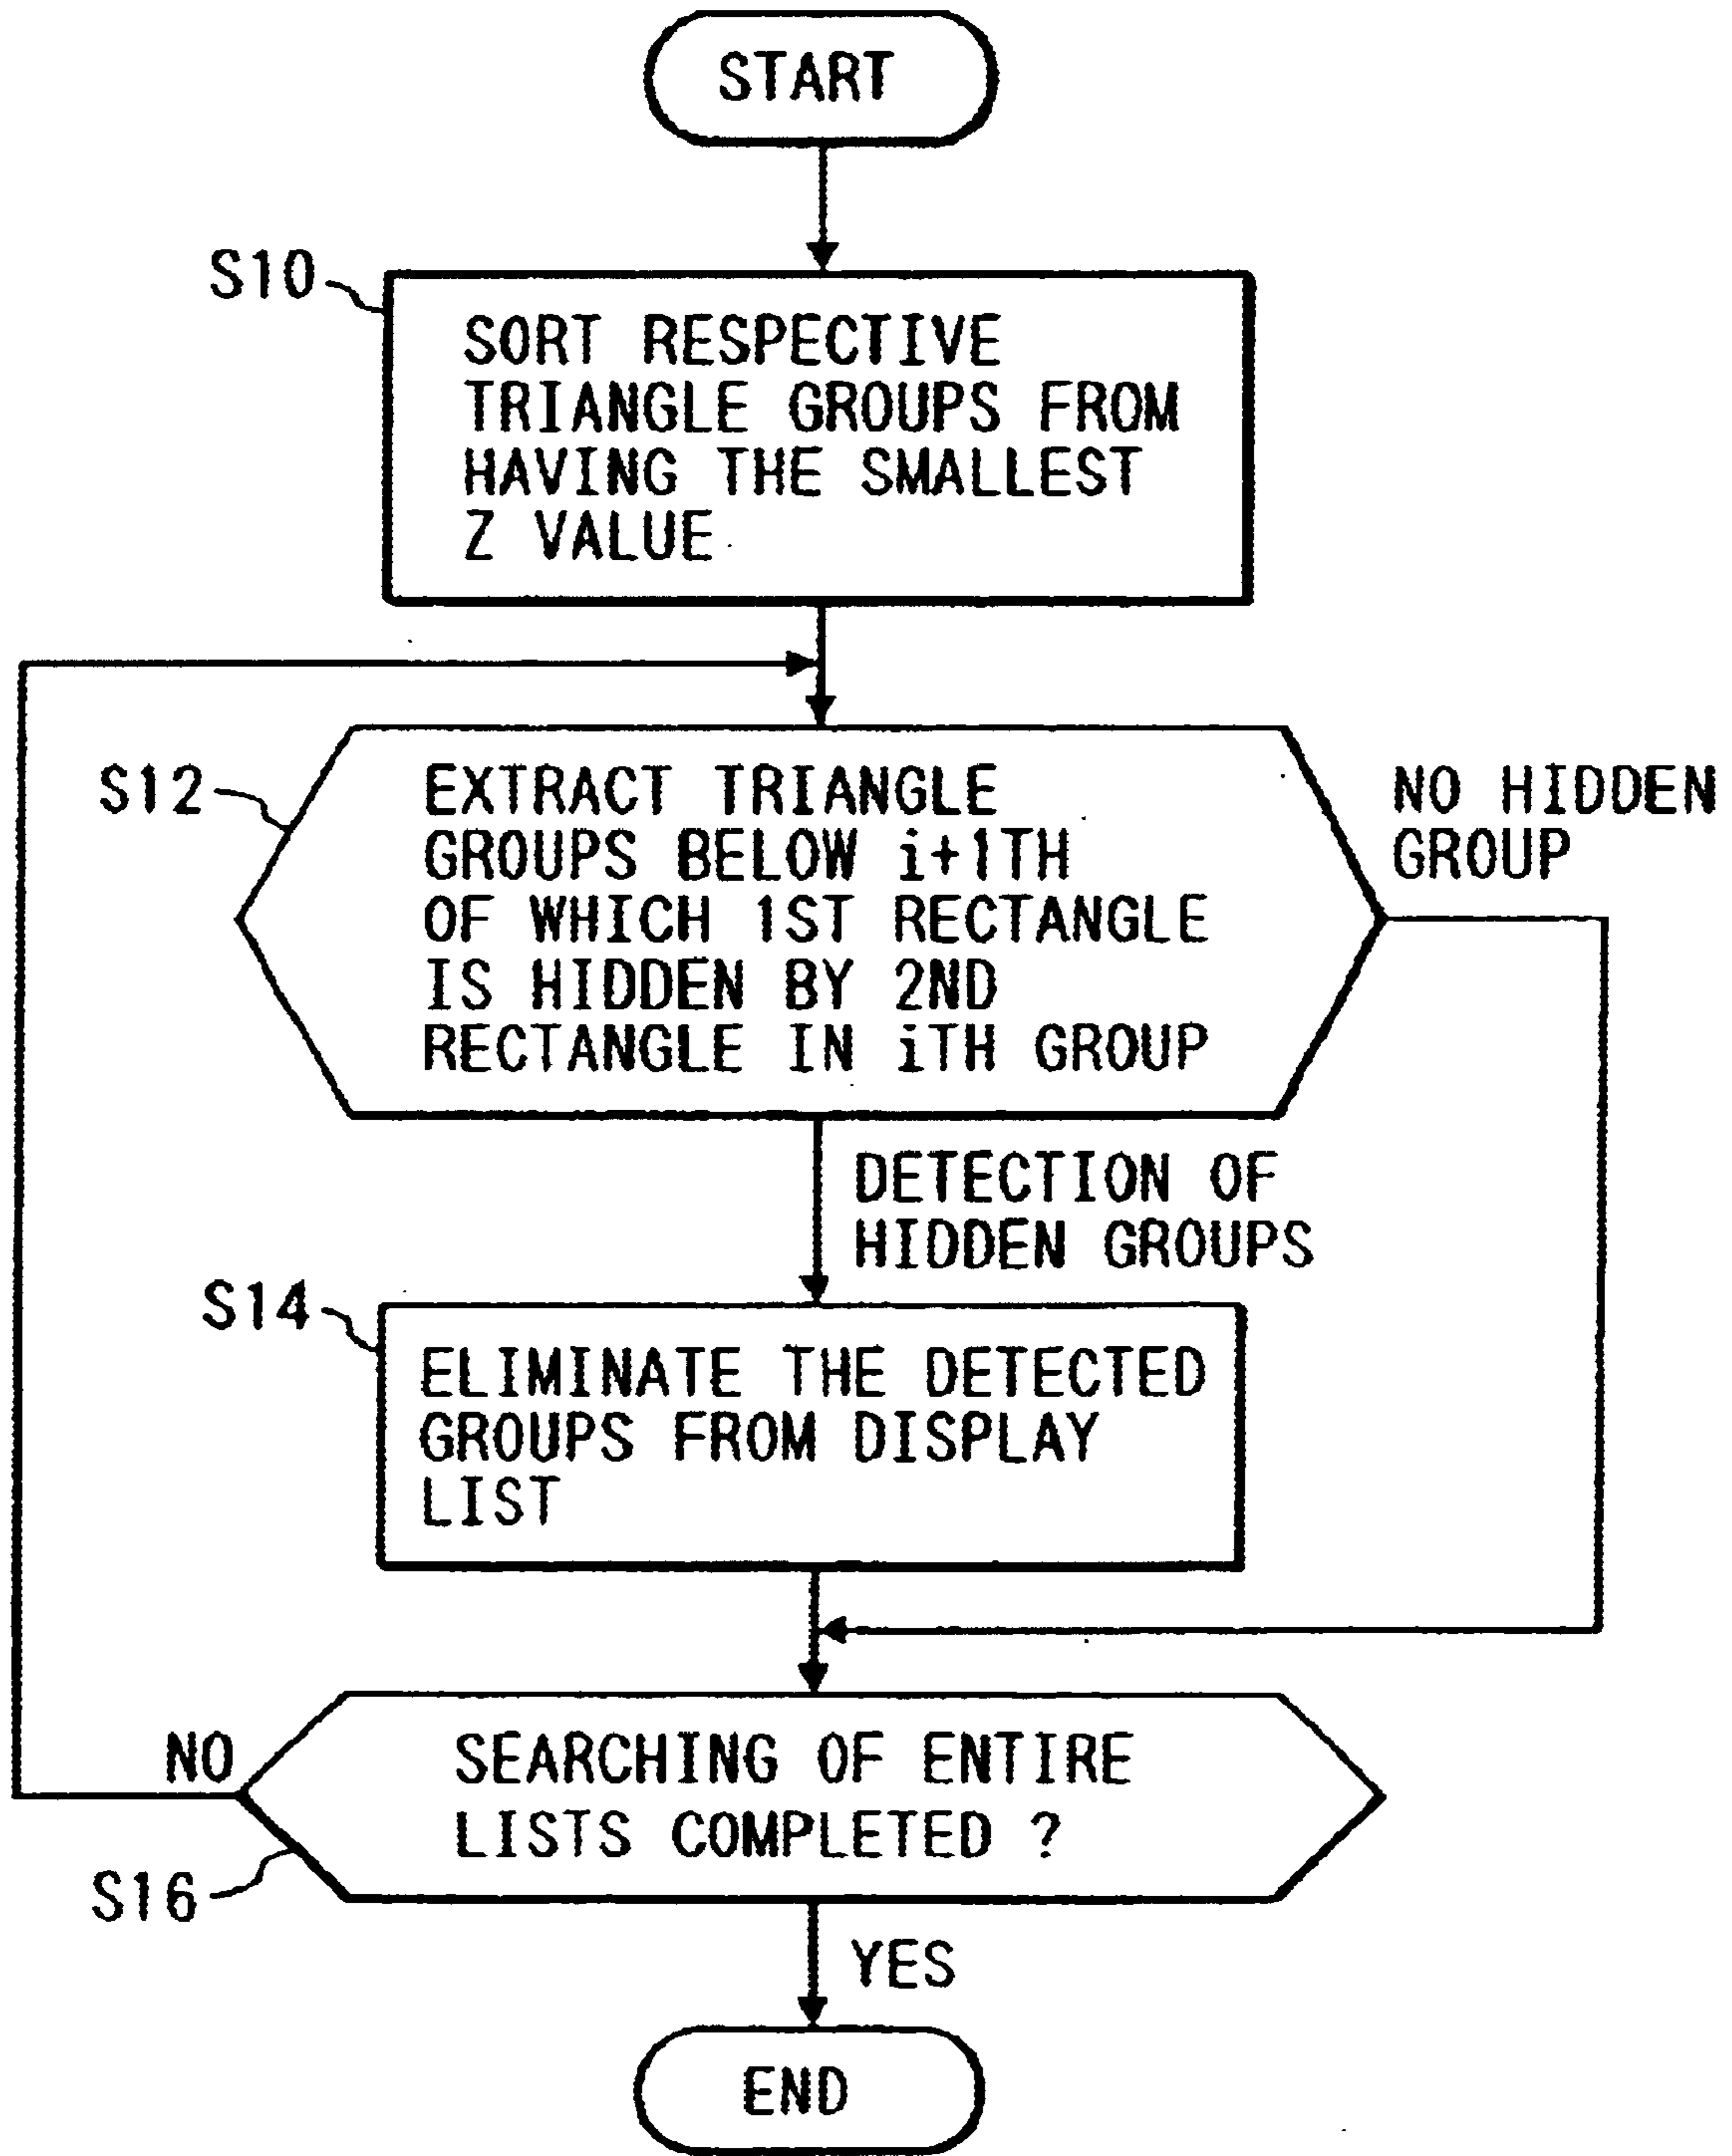 START
S10
SORT RESPECTIVE
TRIANGLE GROUPS FROM
HAVING THE SMALLEST
Z VALUE
S12
EXTRACT TRIANGLE
GROUPS BELOW i+1TH
OF WHICH 1ST RECTANGLE
IS HIDDEN BY 2ND
RECTANGLE IN iTH GROUP
NO HIDDEN
GROUP
DETECTION OF
HIDDEN GROUPS
S14
ELIMINATE THE DETECTED
GROUPS FROM DISPLAY
LIST
NO
SEARCHING OF ENTIRE
LISTS COMPLETED ?
S16
YES
END